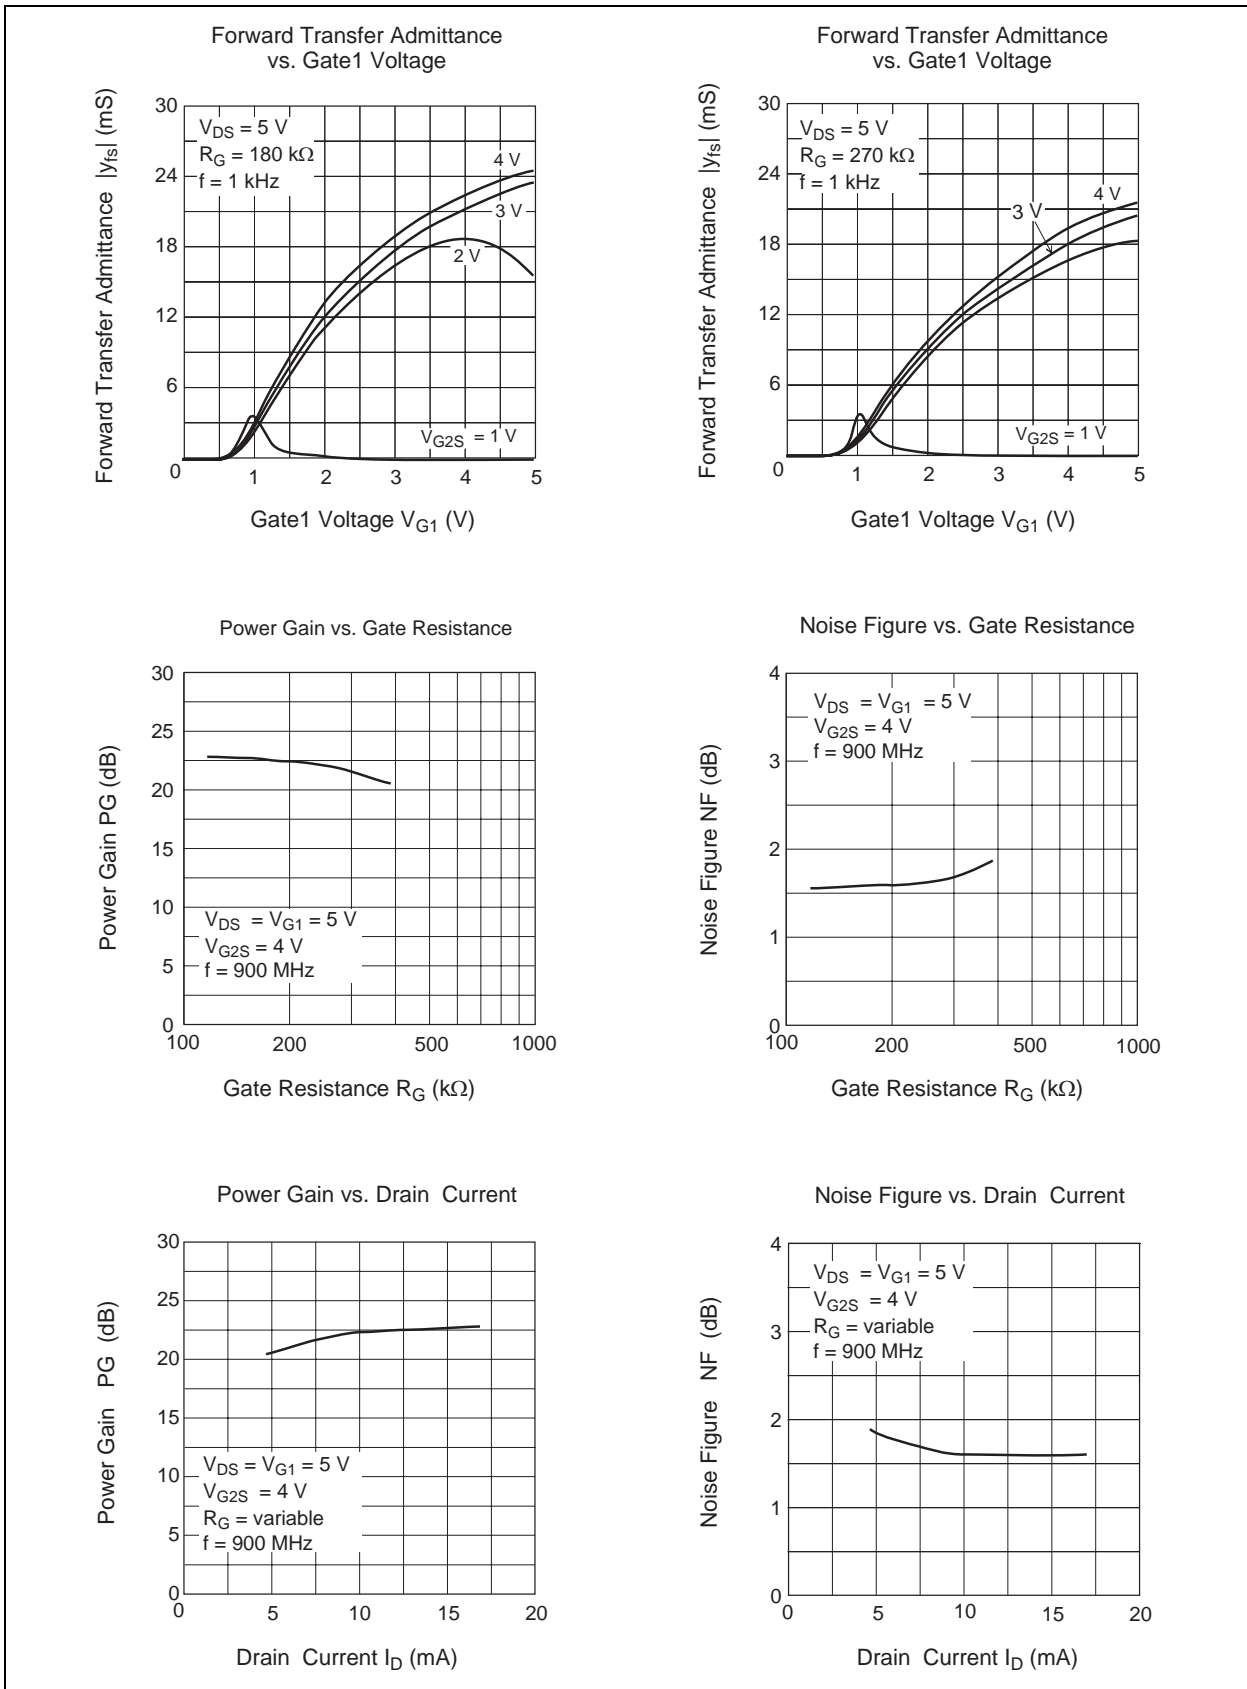 Forward Transfer Admittance
vs. Gate1 Voltage
Forward Transfer Admittance |yfs| (mS)
30
24
18
12
6
0
VDS = 5 V
RG = 180 kΩ
f = 1 kHz
4 V
3 V
2 V
VG2S = 1 V
1 2 3 4 5
Gate1 Voltage VG1 (V)
Forward Transfer Admittance
vs. Gate1 Voltage
Forward Transfer Admittance |yfs| (mS)
30
24
18
12
6
0
VDS = 5 V
RG = 270 kΩ
f = 1 kHz
4 V
3 V
VG2S = 1 V
1 2 3 4 5
Gate1 Voltage VG1 (V)
Power Gain vs. Gate Resistance
Power Gain PG (dB)
30
25
20
15
10
5
0
VDS = VG1 = 5 V
VG2S = 4 V
f = 900 MHz
100 200 500 1000
Gate Resistance RG (kΩ)
Noise Figure vs. Gate Resistance
Noise Figure NF (dB)
4
3
2
1
0
VDS = VG1 = 5 V
VG2S = 4 V
f = 900 MHz
100 200 500 1000
Gate Resistance RG (kΩ)
Power Gain vs. Drain Current
Power Gain PG (dB)
30
25
20
15
10
5
0
VDS = VG1 = 5 V
VG2S = 4 V
RG = variable
f = 900 MHz
0 5 10 15 20
Drain Current ID (mA)
Noise Figure vs. Drain Current
Noise Figure NF (dB)
4
3
2
1
0
VDS = VG1 = 5 V
VG2S = 4 V
RG = variable
f = 900 MHz
0 5 10 15 20
Drain Current ID (mA)